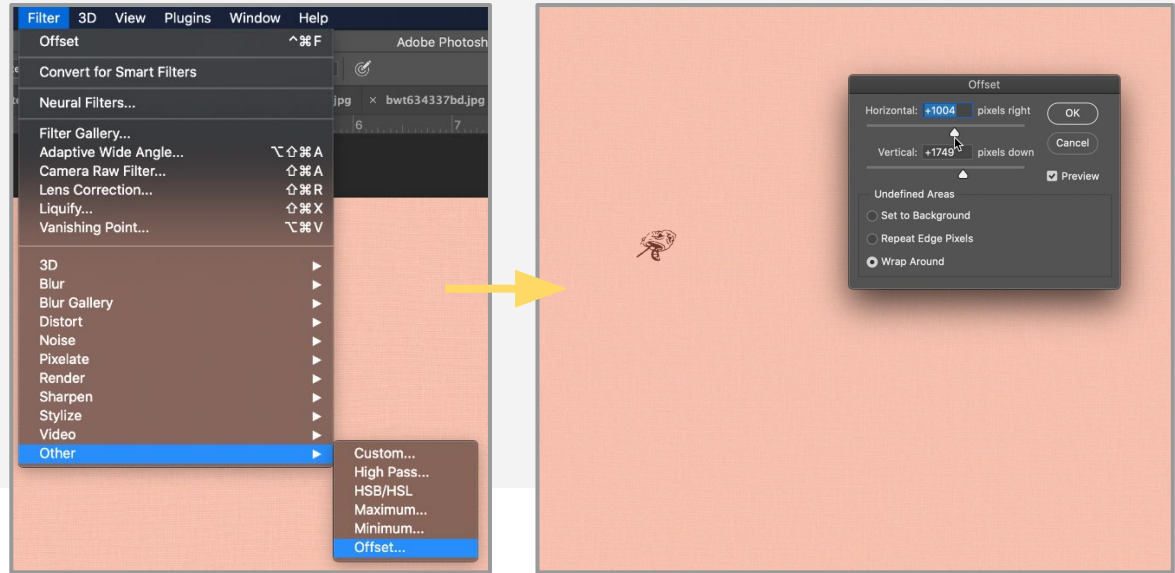 Filter 3D View Plugins Window Help
Offset ^⌘F
Adobe Photosh
Convert for Smart Filters
Neural Filters...
jpg × bwt634337bd.jpg
6 7
Filter Gallery...
Adaptive Wide Angle... ⌥⇧⌘A
Camera Raw Filter... ⇧⌘A
Lens Correction... ⇧⌘R
Liquify... ⇧⌘X
Vanishing Point... ⌥⌘V
3D
Blur
Blur Gallery
Distort
Noise
Pixelate
Render
Sharpen
Stylize
Video
Other
Custom...
High Pass...
HSB/HSL
Maximum...
Minimum...
Offset...
Offset
Horizontal: +1004 pixels right
OK
Vertical: +1749 pixels down
Cancel
Preview
Undefined Areas
Set to Background
Repeat Edge Pixels
Wrap Around